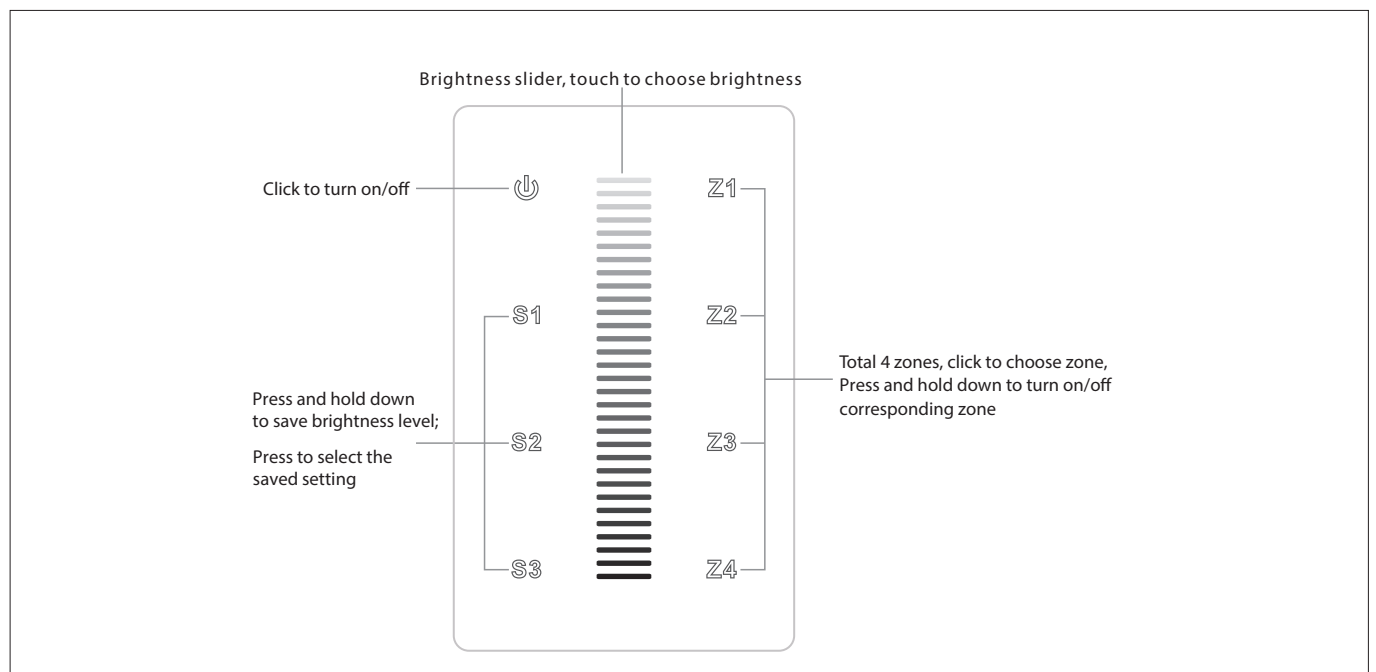 Brightness slider, touch to choose brightness
Click to turn on/off
Z1
S1
Z2
Total 4 zones, click to choose zone,
Press and hold down to turn on/off
corresponding zone
Press and hold down
to save brightness level;
Press to select the
saved setting
S2
Z3
S3
Z4